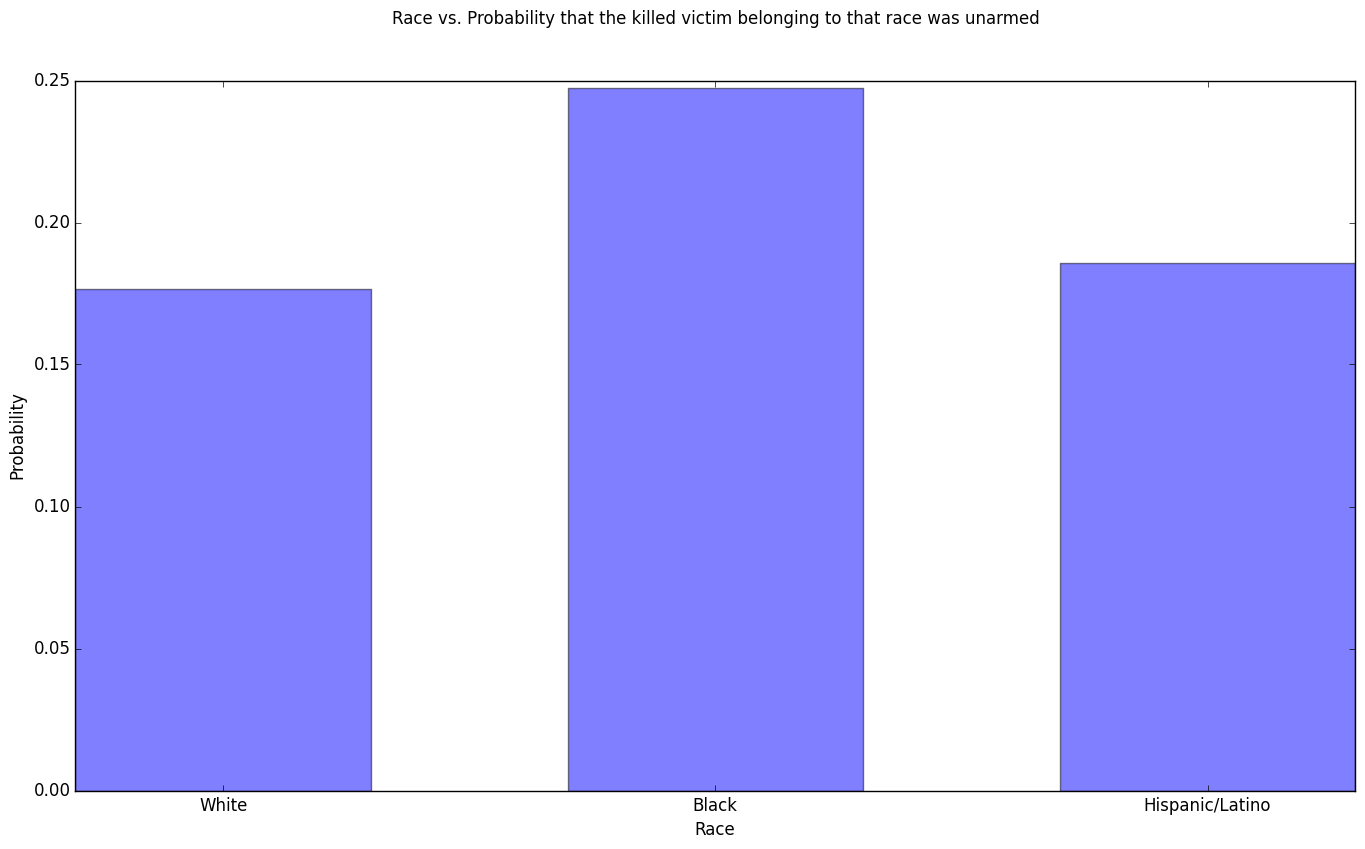 Race vs. Probability that the killed victim belonging to that race was unarmed
0.25
0.20
0.15
0.10
0.05
0.00
Probability
White
Black
Hispanic/Latino
Race